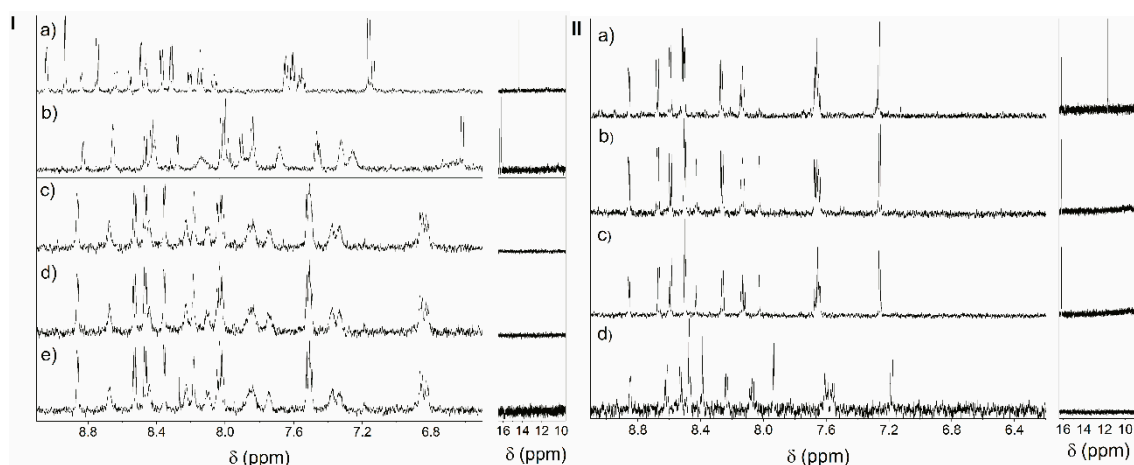 I
a)
b)
c)
d)
e)
8.8 8.4 8.0 7.6 7.2 6.8
16 14 12 10
δ (ppm)
δ (ppm)
II
a)
b)
c)
d)
8.8 8.4 8.0 7.6 7.2 6.8 6.4
16 14 12 10
δ (ppm)
δ (ppm)